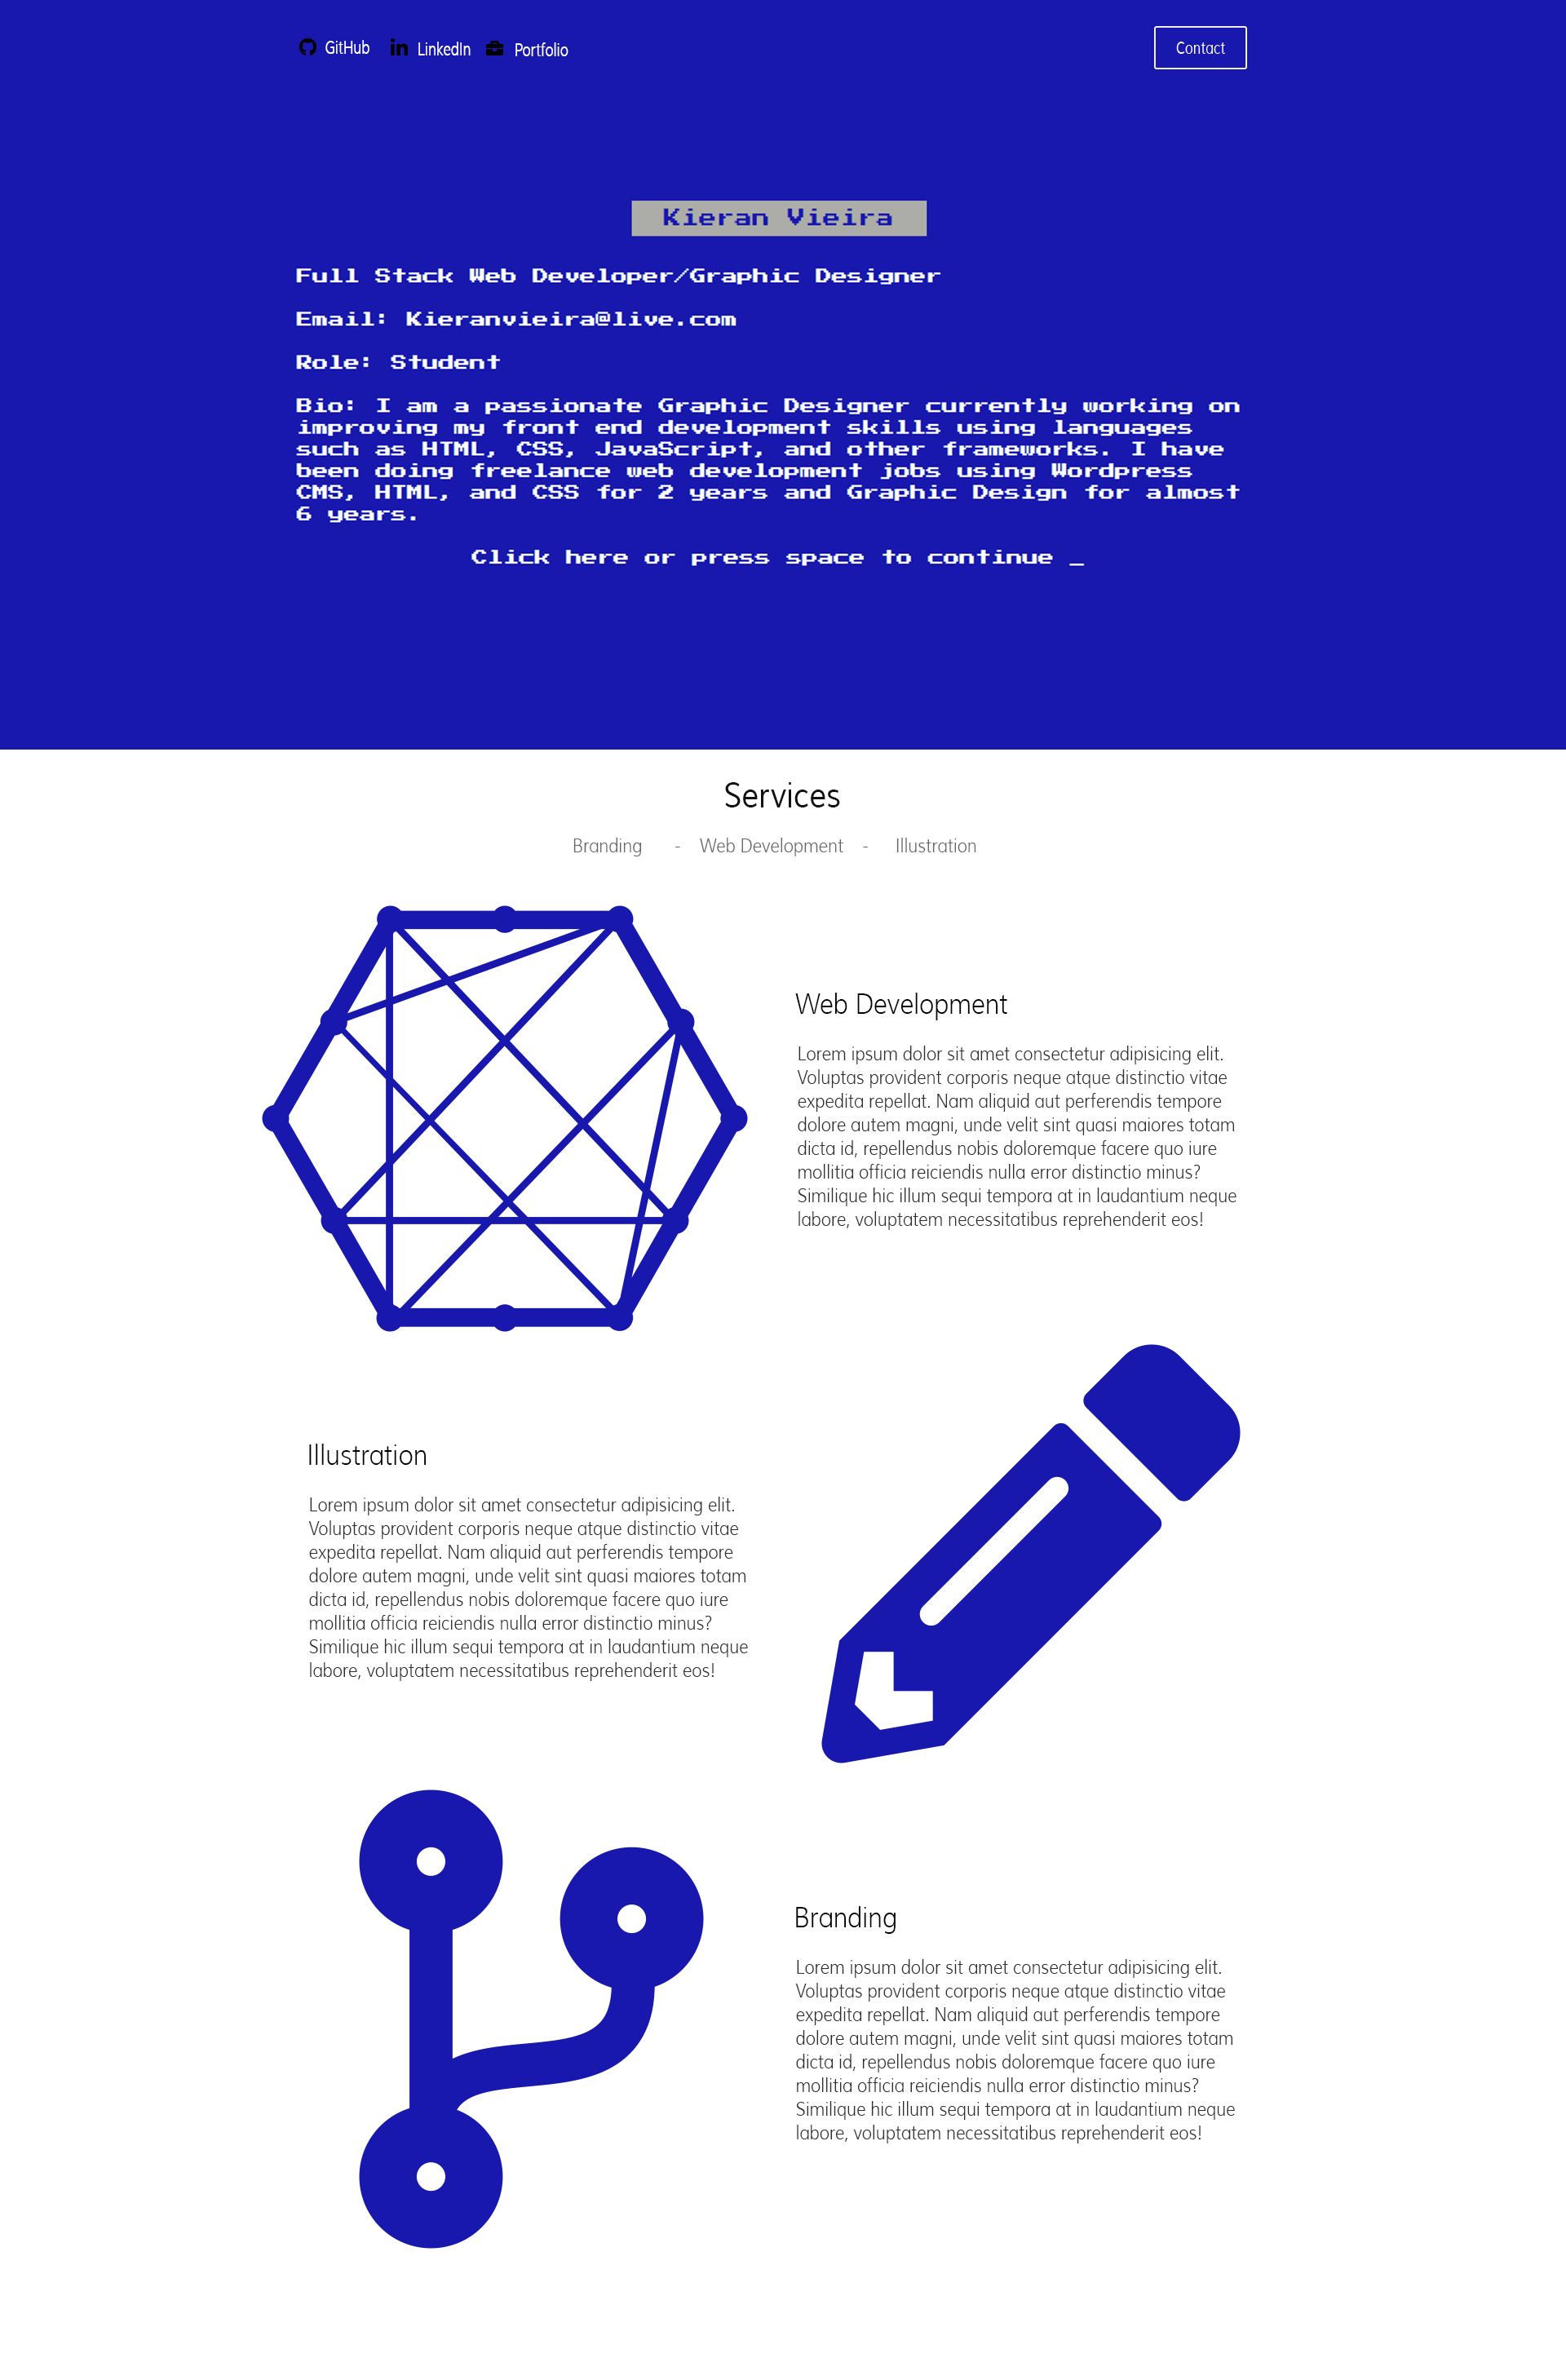 GitHub LinkedIn Portfolio Contact
Kieran Vieira
Full Stack Web Developer/Graphic Designer
Email: Kieranvieira@live.com
Role: Student
Bio: I am a passionate Graphic Designer currently working on
improving my front end development skills using languages
such as HTML, CSS, JavaScript, and other frameworks. I have
been doing freelance web development jobs using Wordpress
CMS, HTML, and CSS for 2 years and Graphic Design for almost
6 years.
Click here or press space to continue _
Services
Branding - Web Development - Illustration
Web Development
Lorem ipsum dolor sit amet consectetur adipisicing elit.
Voluptas provident corporis neque atque distinctio vitae
expedita repellat. Nam aliquid aut perferendis tempore
dolore autem magni, unde velit sint quasi maiores totam
dicta id, repellendus nobis doloremque facere quo iure
mollitia officia reiciendis nulla error distinctio minus?
Similique hic illum sequi tempora at in laudantium neque
labore, voluptatem necessitatibus reprehenderit eos!
Illustration
Lorem ipsum dolor sit amet consectetur adipisicing elit.
Voluptas provident corporis neque atque distinctio vitae
expedita repellat. Nam aliquid aut perferendis tempore
dolore autem magni, unde velit sint quasi maiores totam
dicta id, repellendus nobis doloremque facere quo iure
mollitia officia reiciendis nulla error distinctio minus?
Similique hic illum sequi tempora at in laudantium neque
labore, voluptatem necessitatibus reprehenderit eos!
Branding
Lorem ipsum dolor sit amet consectetur adipisicing elit.
Voluptas provident corporis neque atque distinctio vitae
expedita repellat. Nam aliquid aut perferendis tempore
dolore autem magni, unde velit sint quasi maiores totam
dicta id, repellendus nobis doloremque facere quo iure
mollitia officia reiciendis nulla error distinctio minus?
Similique hic illum sequi tempora at in laudantium neque
labore, voluptatem necessitatibus reprehenderit eos!